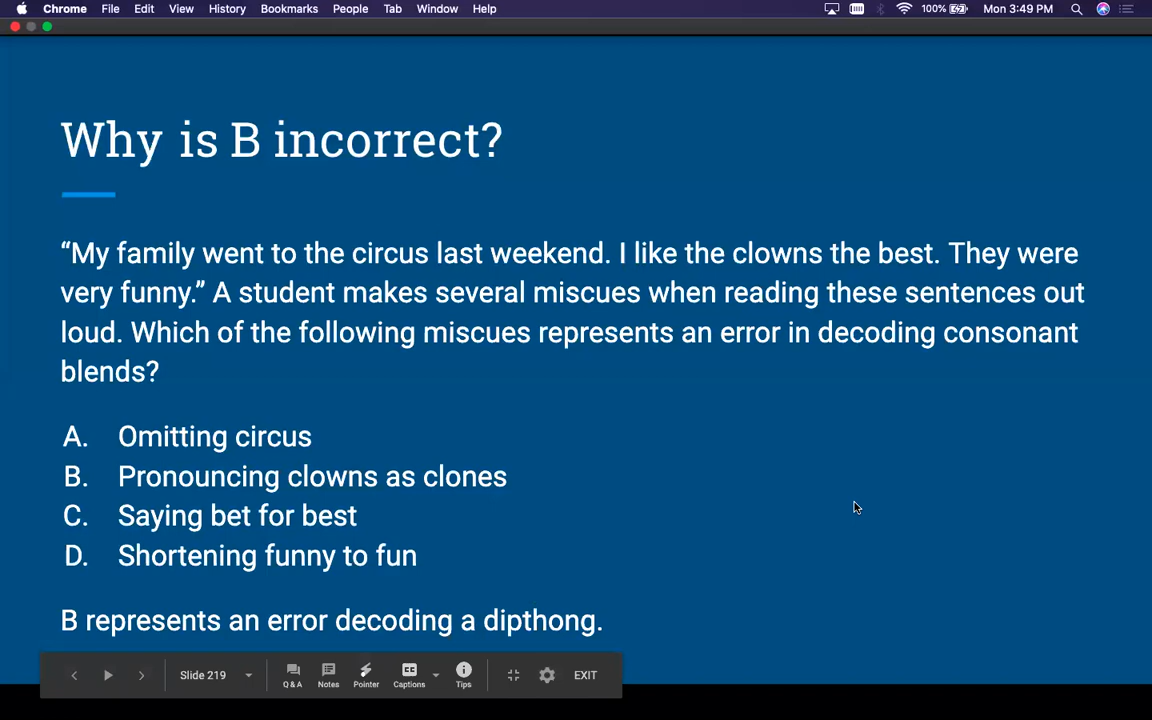 Chrome File Edit View History Bookmarks People Tab Window Help 100% Mon 3:49 PM
Why is B incorrect?
“My family went to the circus last weekend. I like the clowns the best. They were
very funny.” A student makes several miscues when reading these sentences out
loud. Which of the following miscues represents an error in decoding consonant
blends?
A. Omitting circus
B. Pronouncing clowns as clones
C. Saying bet for best
D. Shortening funny to fun
B represents an error decoding a dipthong.
Slide 219 Q & A Notes Pointer CC Captions Tips EXIT